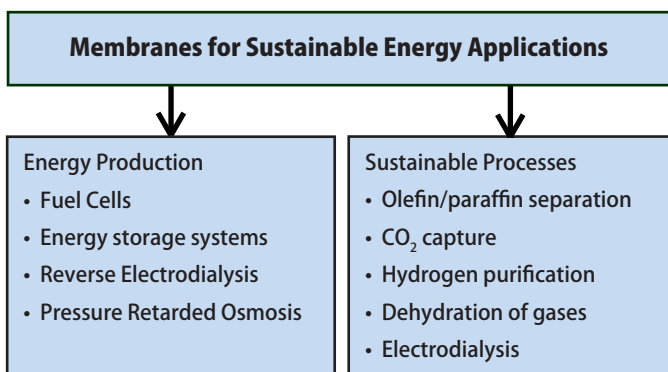 Membranes for Sustainable Energy Applications
Energy Production
• Fuel Cells
• Energy storage systems
• Reverse Electrodialysis
• Pressure Retarded Osmosis
Sustainable Processes
• Olefin/paraffin separation
• CO₂ capture
• Hydrogen purification
• Dehydration of gases
• Electrodialysis